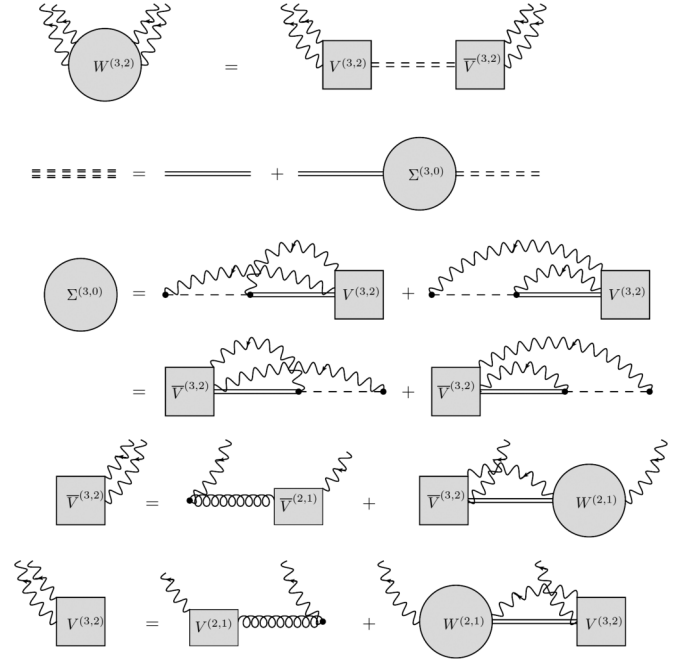 W^{(3,2)} = V^{(3,2)} \overline{V}^{(3,2)}
= + Σ^{(3,0)}
Σ^{(3,0)} = V^{(3,2)} + V^{(3,2)}
= \overline{V}^{(3,2)} + \overline{V}^{(3,2)}
\overline{V}^{(3,2)} = \overline{V}^{(2,1)} + \overline{V}^{(3,2)} W^{(2,1)}
V^{(3,2)} = V^{(2,1)} + W^{(2,1)} V^{(3,2)}